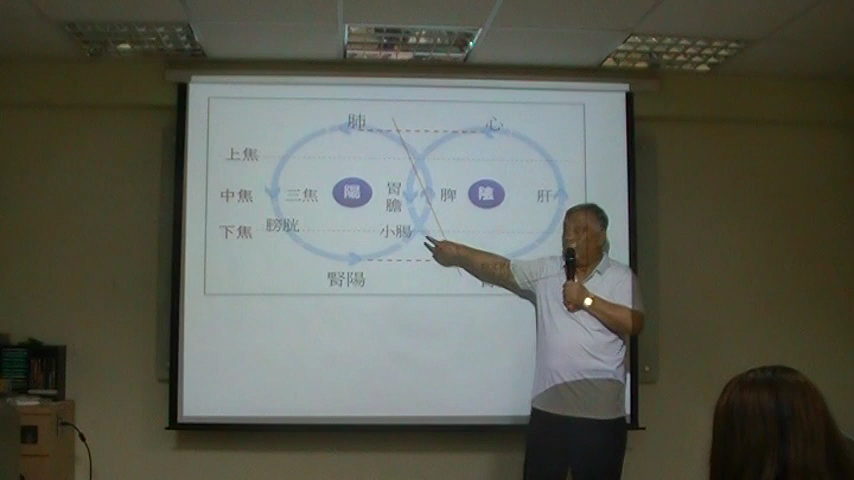 肺 心
上焦
中焦 三焦 陽 胃 脾 陰 肝
膽
下焦 膀胱 小腸
腎陽